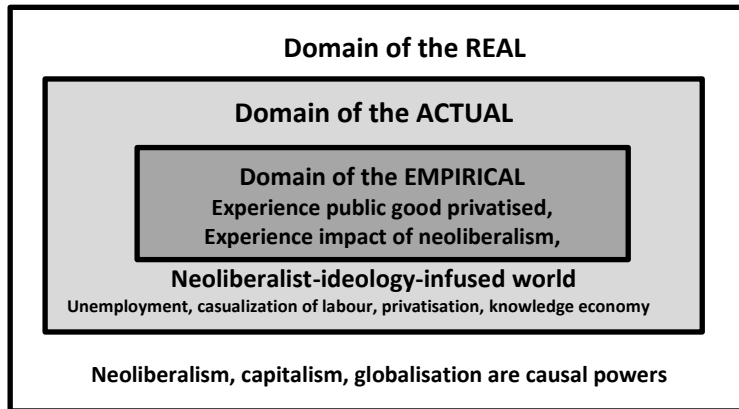 Domain of the REAL
Domain of the ACTUAL
Domain of the EMPIRICAL
Experience public good privatised,
Experience impact of neoliberalism,
Neoliberalist-ideology-infused world
Unemployment, casualization of labour, privatisation, knowledge economy
Neoliberalism, capitalism, globalisation are causal powers